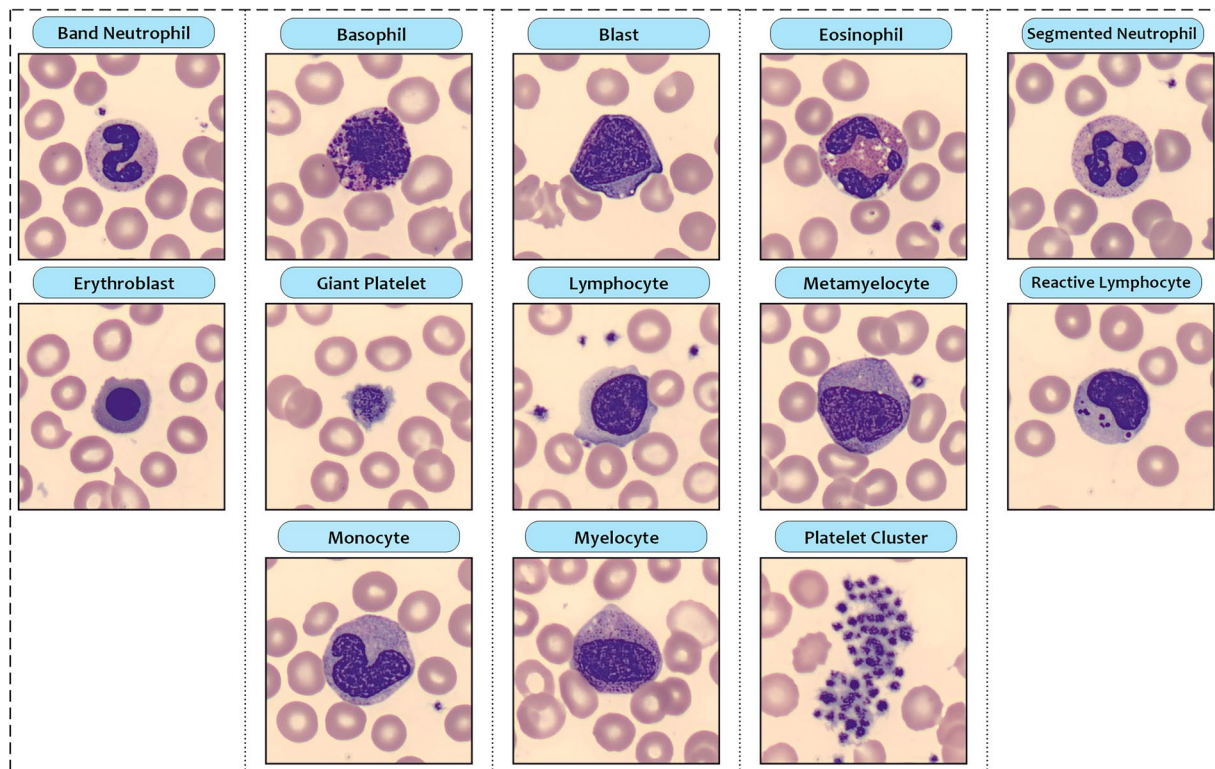 Band Neutrophil
Basophil
Blast
Eosinophil
Segmented Neutrophil
Erythroblast
Giant Platelet
Lymphocyte
Metamyelocyte
Reactive Lymphocyte
Monocyte
Myelocyte
Platelet Cluster